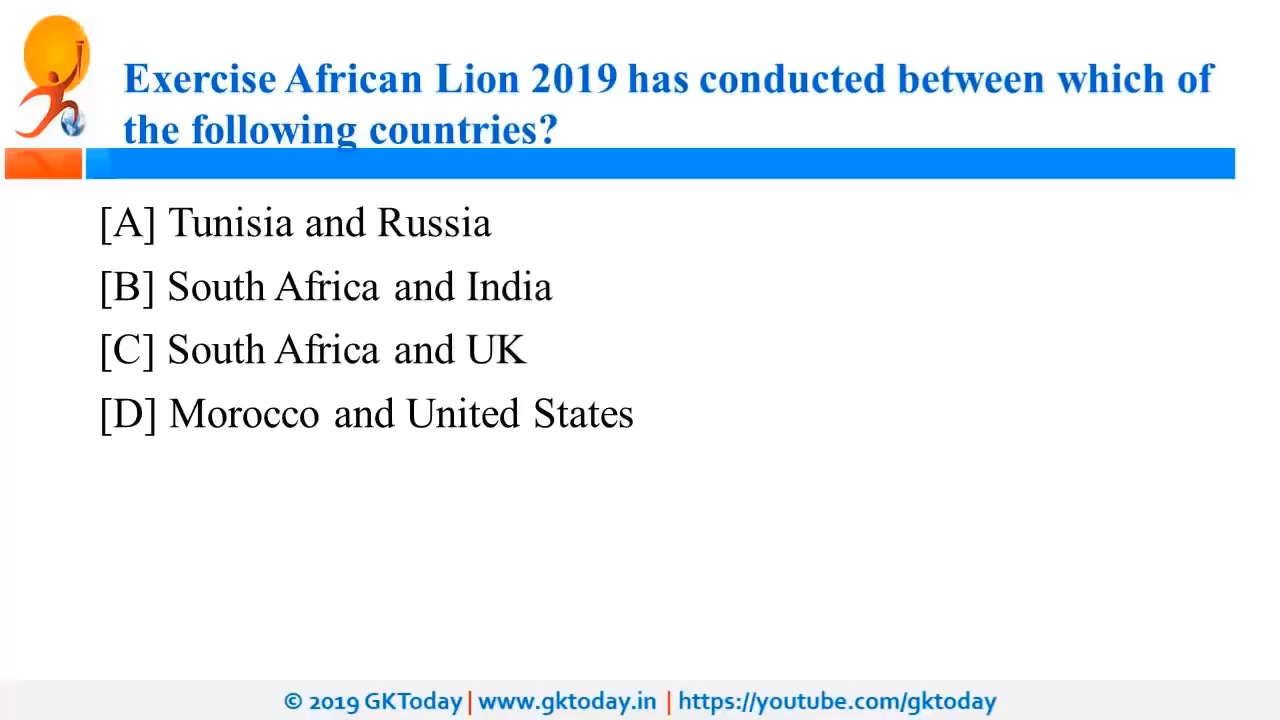 Exercise African Lion 2019 has conducted between which of
the following countries?
[A] Tunisia and Russia
[B] South Africa and India
[C] South Africa and UK
[D] Morocco and United States
© 2019 GKToday | www.gktoday.in | https://youtube.com/gktoday